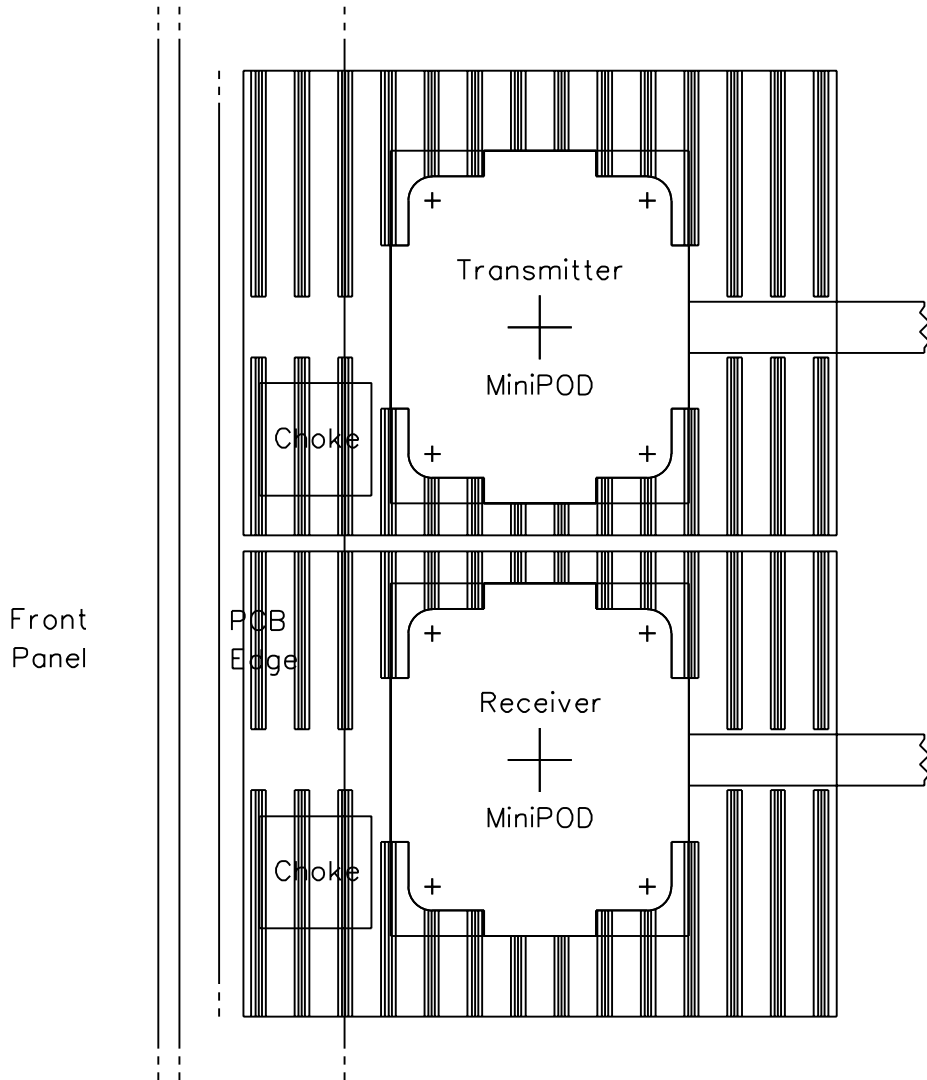 Transmitter
MiniPOD
Choke
Front
Panel
PCB
Edge
Receiver
MiniPOD
Choke